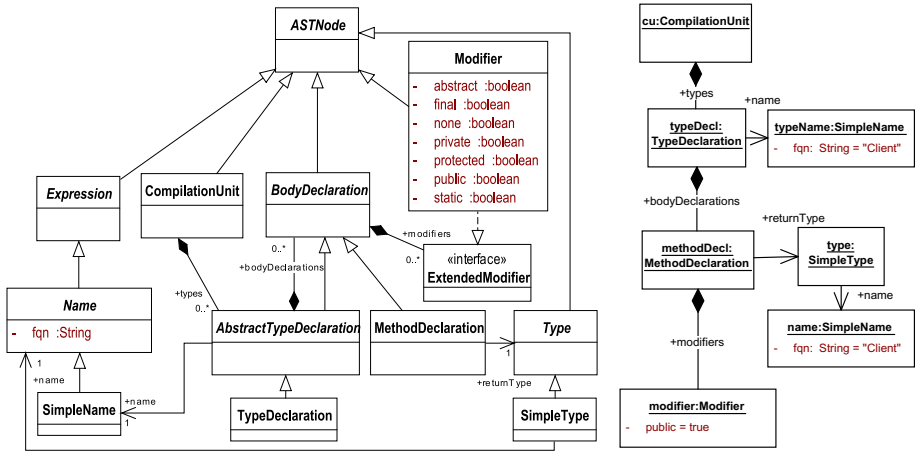 ASTNode
Modifier
- abstract :boolean
- final :boolean
- none :boolean
- private :boolean
- protected :boolean
- public :boolean
- static :boolean
Expression
CompilationUnit
BodyDeclaration
+modifiers
0..*
0..*
+bodyDeclarations
«interface»
ExtendedModifier
Name
- fqn :String
+types
0..*
AbstractTypeDeclaration
MethodDeclaration
Type
1
1
+name
+returnType
SimpleName
+name
1
TypeDeclaration
SimpleType
cu:CompilationUnit
+types
+name
typeDecl:
TypeDeclaration
typeName:SimpleName
- fqn: String = "Client"
+bodyDeclarations
+returnType
methodDecl:
MethodDeclaration
type:
SimpleType
+name
name:SimpleName
- fqn: String = "Client"
+modifiers
modifier:Modifier
- public = true